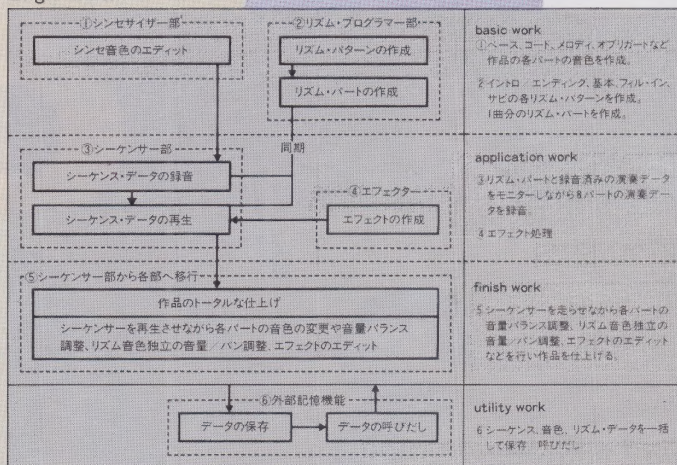 ①シンセサイザー部
シンセ音色のエディット
②リズム・プログラマー部
リズム・パターンの作成
リズム・パートの作成
同期
③シーケンサー部
シーケンス・データの録音
シーケンス・データの再生
④エフェクター
エフェクトの作成
⑤シーケンサー部から各部へ移行
作品のトータルな仕上げ
シーケンサーを再生させながら各パートの音色の変更や音量バランス
調整、リズム音色独立の音量/パン調整、エフェクトのエディット
⑥外部記憶機能
データの保存
データの呼びだし
basic work
①ベース、コード、メロディ、オブリガートなど
作品の各パートの音色を作成。
②イントロ/エンディング、基本、フィル・イン、
サビの各リズム・パターンを作成。
1曲分のリズム・パートを作成。
application work
③リズム・パートと録音済みの演奏データ
をモニターしながら8パートの演奏デー
タを録音。
④エフェクト処理
finish work
⑤シーケンサーを走らせながら各パートの
音量バランス調整、リズム音色独立の
音量/パン調整、エフェクトのエディット
などを行い作品を仕上げる。
utility work
⑥シーケンス、音色、リズム・データを一括
して保存/呼びだし